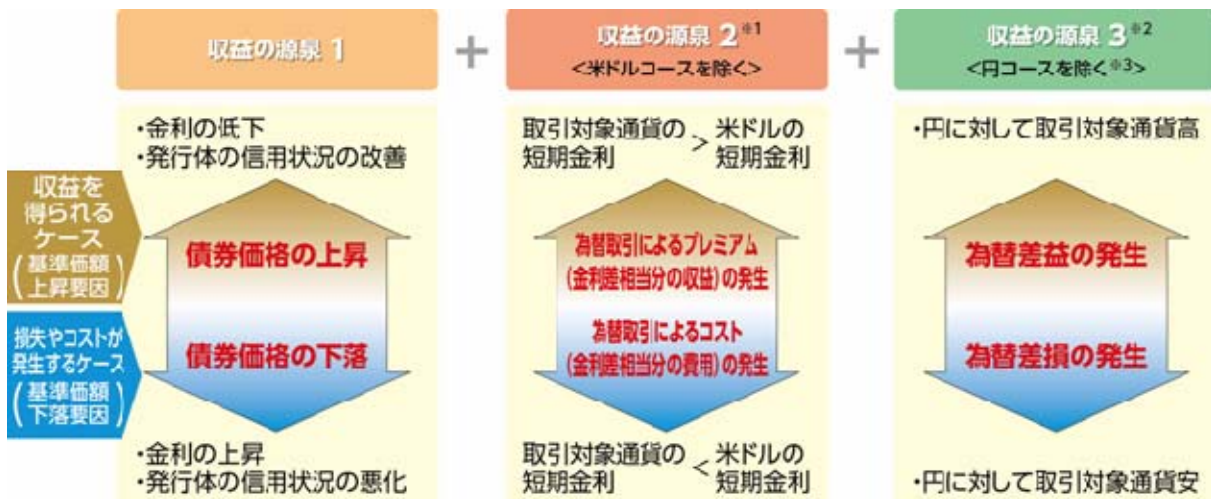 収益の源泉 1
+
収益の源泉 2※1
<米ドルコースを除く>
+
収益の源泉 3※2
<円コースを除く※3>
収益を
得られる
ケース
(基準価額
上昇要因)
損失やコストが
発生するケース
(基準価額
下落要因)
・金利の低下
・発行体の信用状況の改善
債券価格の上昇
債券価格の下落
・金利の上昇
・発行体の信用状況の悪化
取引対象通貨の > 米ドルの
短期金利 短期金利
為替取引によるプレミアム
(金利差相当分の収益)の発生
為替取引によるコスト
(金利差相当分の費用)の発生
取引対象通貨の < 米ドルの
短期金利 短期金利
・円に対して取引対象通貨高
為替差益の発生
為替差損の発生
・円に対して取引対象通貨安